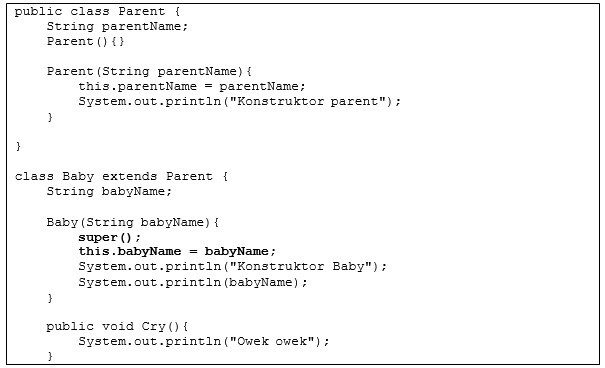 public class Parent {
    String parentName;
    Parent(){}

    Parent(String parentName){
        this.parentName = parentName;
        System.out.println("Konstruktor parent");
    }

}

class Baby extends Parent {
    String babyName;

    Baby(String babyName){
        super();
        this.babyName = babyName;
        System.out.println("Konstruktor Baby");
        System.out.println(babyName);
    }

    public void Cry(){
        System.out.println("Owek owek");
    }